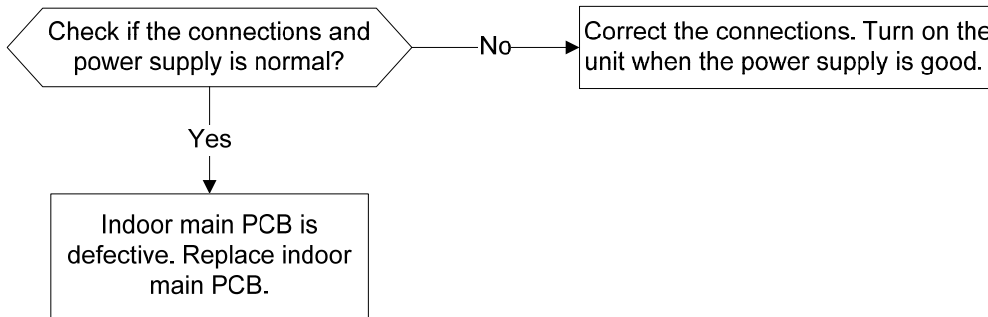 Check if the connections and
power supply is normal?
No
Correct the connections. Turn on the
unit when the power supply is good.
Yes
Indoor main PCB is
defective. Replace indoor
main PCB.